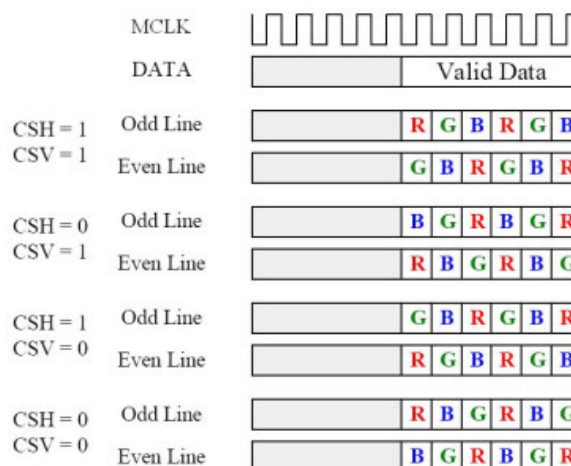 MCLK
DATA Valid Data
CSH = 1
CSV = 1
Odd Line R G B R G B
Even Line G B R G B R
CSH = 0
CSV = 1
Odd Line B G R B G R
Even Line R B G R B G
CSH = 1
CSV = 0
Odd Line G B R G B R
Even Line R G B R G B
CSH = 0
CSV = 0
Odd Line R B G R B G
Even Line B G R B G R